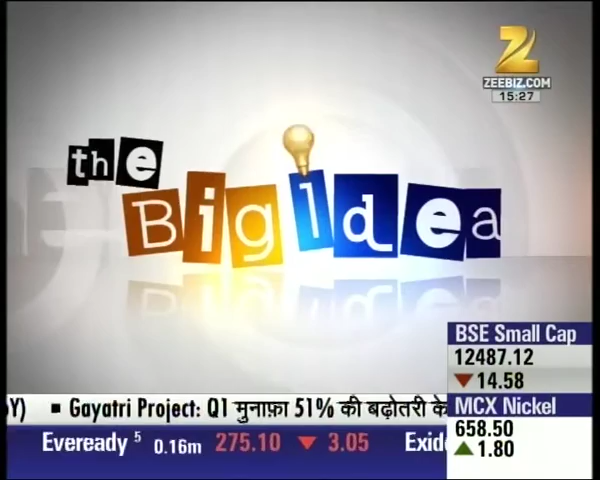 Z
ZEEBIZ.COM
15:27
the
Big Idea
BSE Small Cap
12487.12
14.58
Y) ▪ Gayatri Project: Q1 मुनाफ़ा 51% की बढ़ोतरी के
MCX Nickel
658.50
1.80
Eveready 5 0.16m 275.10 3.05 Exid